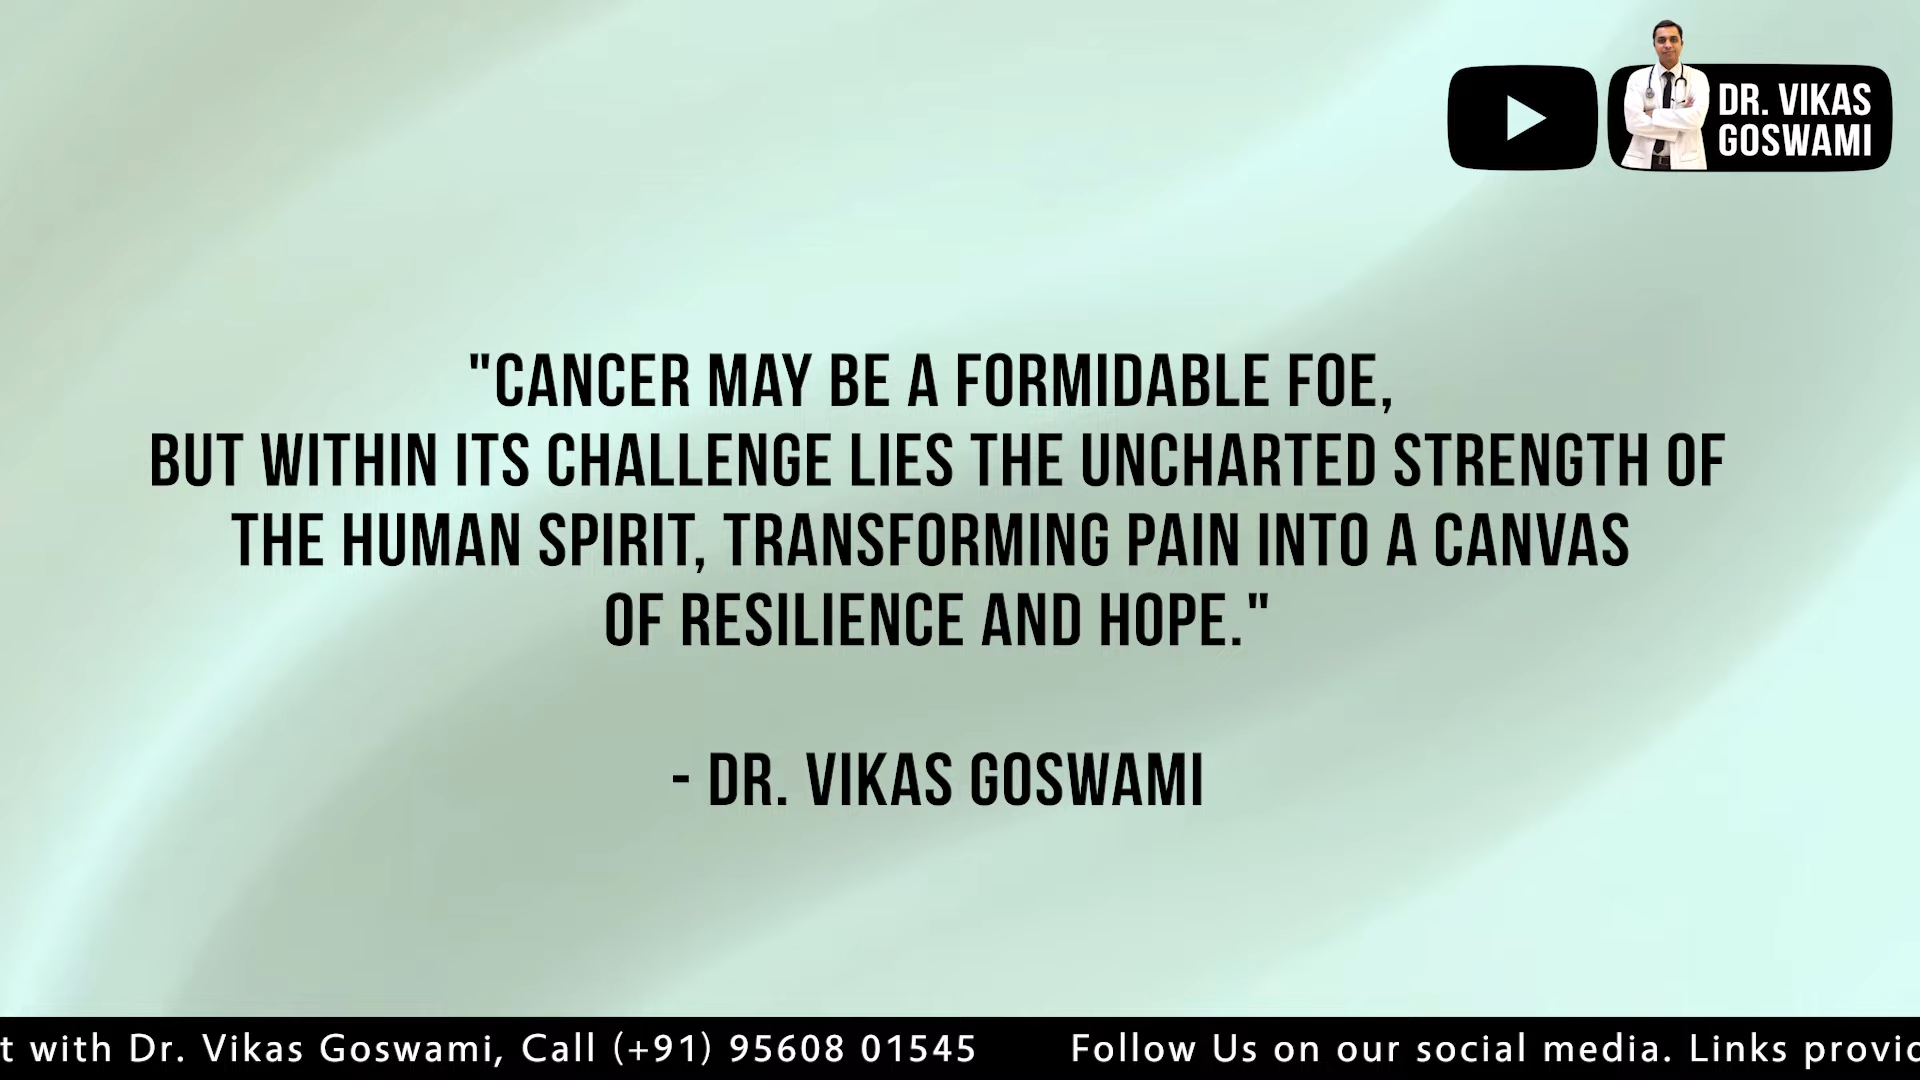 DR. VIKAS
GOSWAMI
"CANCER MAY BE A FORMIDABLE FOE,
BUT WITHIN ITS CHALLENGE LIES THE UNCHARTED STRENGTH OF
THE HUMAN SPIRIT, TRANSFORMING PAIN INTO A CANVAS
OF RESILIENCE AND HOPE."
- DR. VIKAS GOSWAMI
with Dr. Vikas Goswami, Call (+91) 95608 01545 Follow Us on our social media. Links